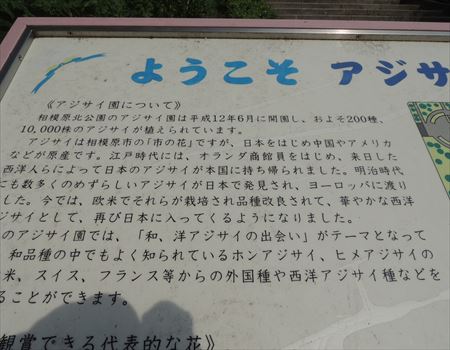 ようこそ アジサ
《アジサイ園について》
相模原北公園のアジサイ園は平成12年6月に開園し、およそ200種、
10,000株のアジサイが植えられています。
アジサイは相模原市の「市の花」ですが、日本をはじめ中国やアメリカ
などが原産です。江戸時代には、オランダ商館員をはじめ、来日した
西洋人らによって日本のアジサイが本国に持ち帰られました。明治時代
にも数多くのめずらしいアジサイが日本で発見され、ヨーロッパに渡り
した。今では、欧米でそれらが栽培され品種改良されて、華やかな西洋
ジサイとして、再び日本に入ってくるようになりました。
のアジサイ園では、「和、洋アジサイの出会い」がテーマとなって
和品種の中でもよく知られているホンアジサイ、ヒメアジサイの
米、スイス、フランス等からの外国種や西洋アジサイ種などを
ることができます。
観賞できる代表的な花》